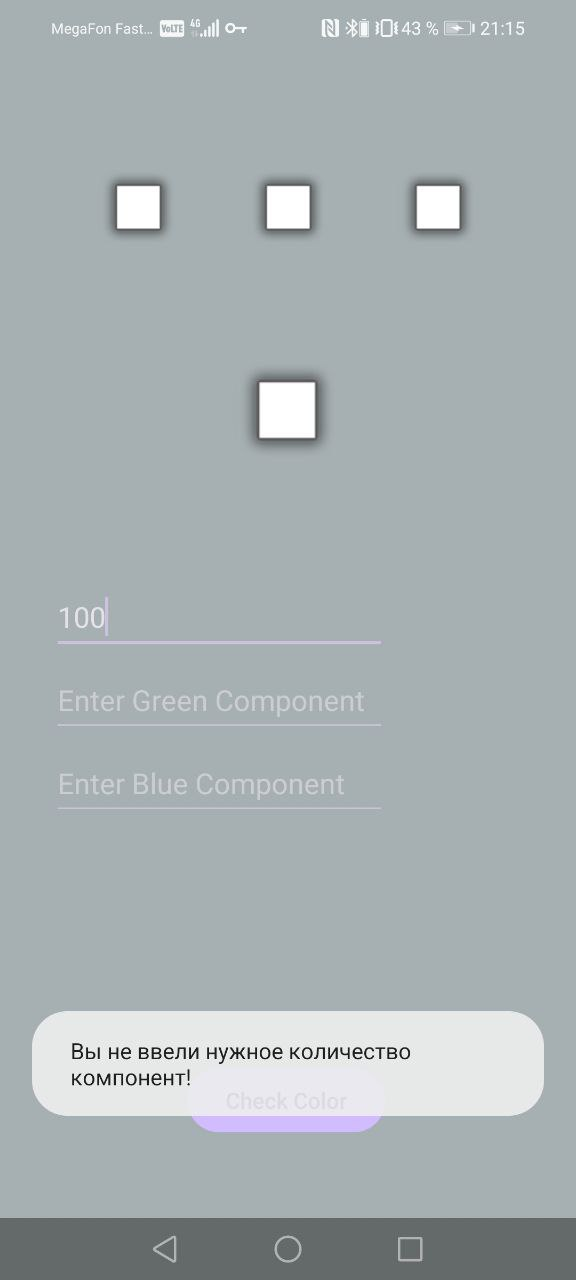 MegaFon Fast... VoLTE 4G 43 % 21:15
100
Enter Green Component
Enter Blue Component
Вы не ввели нужное количество
компонент!
Check Color